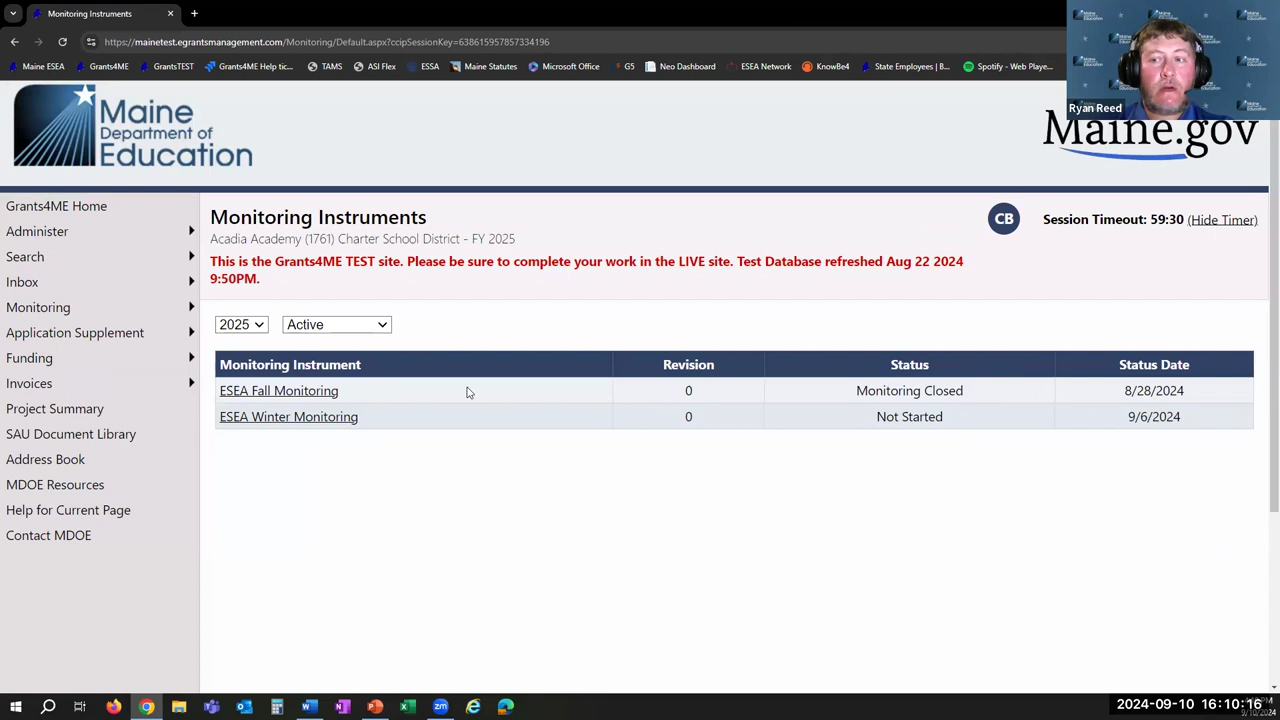 Monitoring Instruments
https://mainetest.egrantsmanagement.com/Monitoring/Default.aspx?ccipSessionKey=638615957857334196
Maine ESEA Grants4ME GrantsTEST Grants4ME Help tic... TAMS ASI Flex ESSA Maine Statutes Microsoft Office G5 Neo Dashboard ESEA Network KnowBe4 State Employees | B... Spotify - Web Playe...
Ryan Reed
Maine
Department of
Education
Maine.gov
Grants4ME Home
Administer
Search
Inbox
Monitoring
Application Supplement
Funding
Invoices
Project Summary
SAU Document Library
Address Book
MDOE Resources
Help for Current Page
Contact MDOE
Monitoring Instruments
CB
Session Timeout: 59:30 (Hide Timer)
Acadia Academy (1761) Charter School District - FY 2025
This is the Grants4ME TEST site. Please be sure to complete your work in the LIVE site. Test Database refreshed Aug 22 2024
9:50PM.
2025 Active
Monitoring Instrument Revision Status Status Date
ESEA Fall Monitoring 0 Monitoring Closed 8/28/2024
ESEA Winter Monitoring 0 Not Started 9/6/2024
2024-09-10 16:10:16